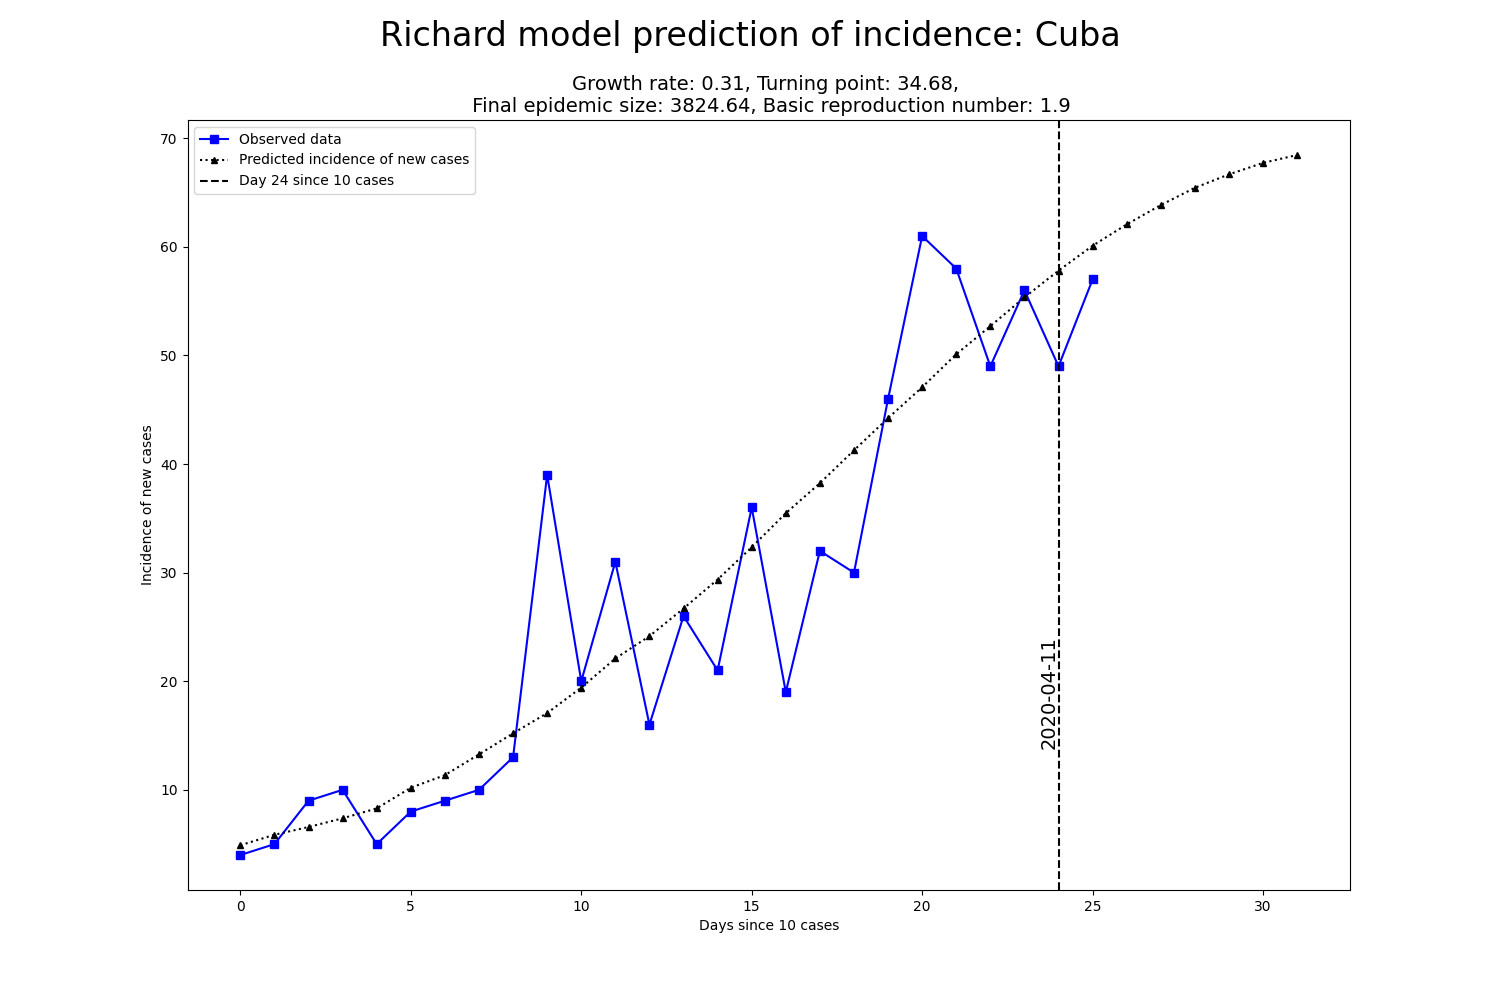 Richard model prediction of incidence: Cuba
Growth rate: 0.31, Turning point: 34.68,
Final epidemic size: 3824.64, Basic reproduction number: 1.9
Observed data
Predicted incidence of new cases
Day 24 since 10 cases
70
60
50
40
30
20
10
Incidence of new cases
2020-04-11
0 5 10 15 20 25 30
Days since 10 cases